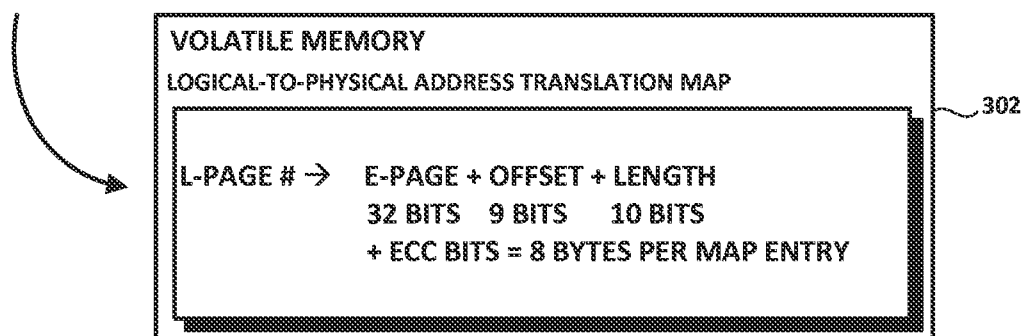 VOLATILE MEMORY
LOGICAL-TO-PHYSICAL ADDRESS TRANSLATION MAP
302
L-PAGE # → E-PAGE + OFFSET + LENGTH
32 BITS 9 BITS 10 BITS
+ ECC BITS = 8 BYTES PER MAP ENTRY